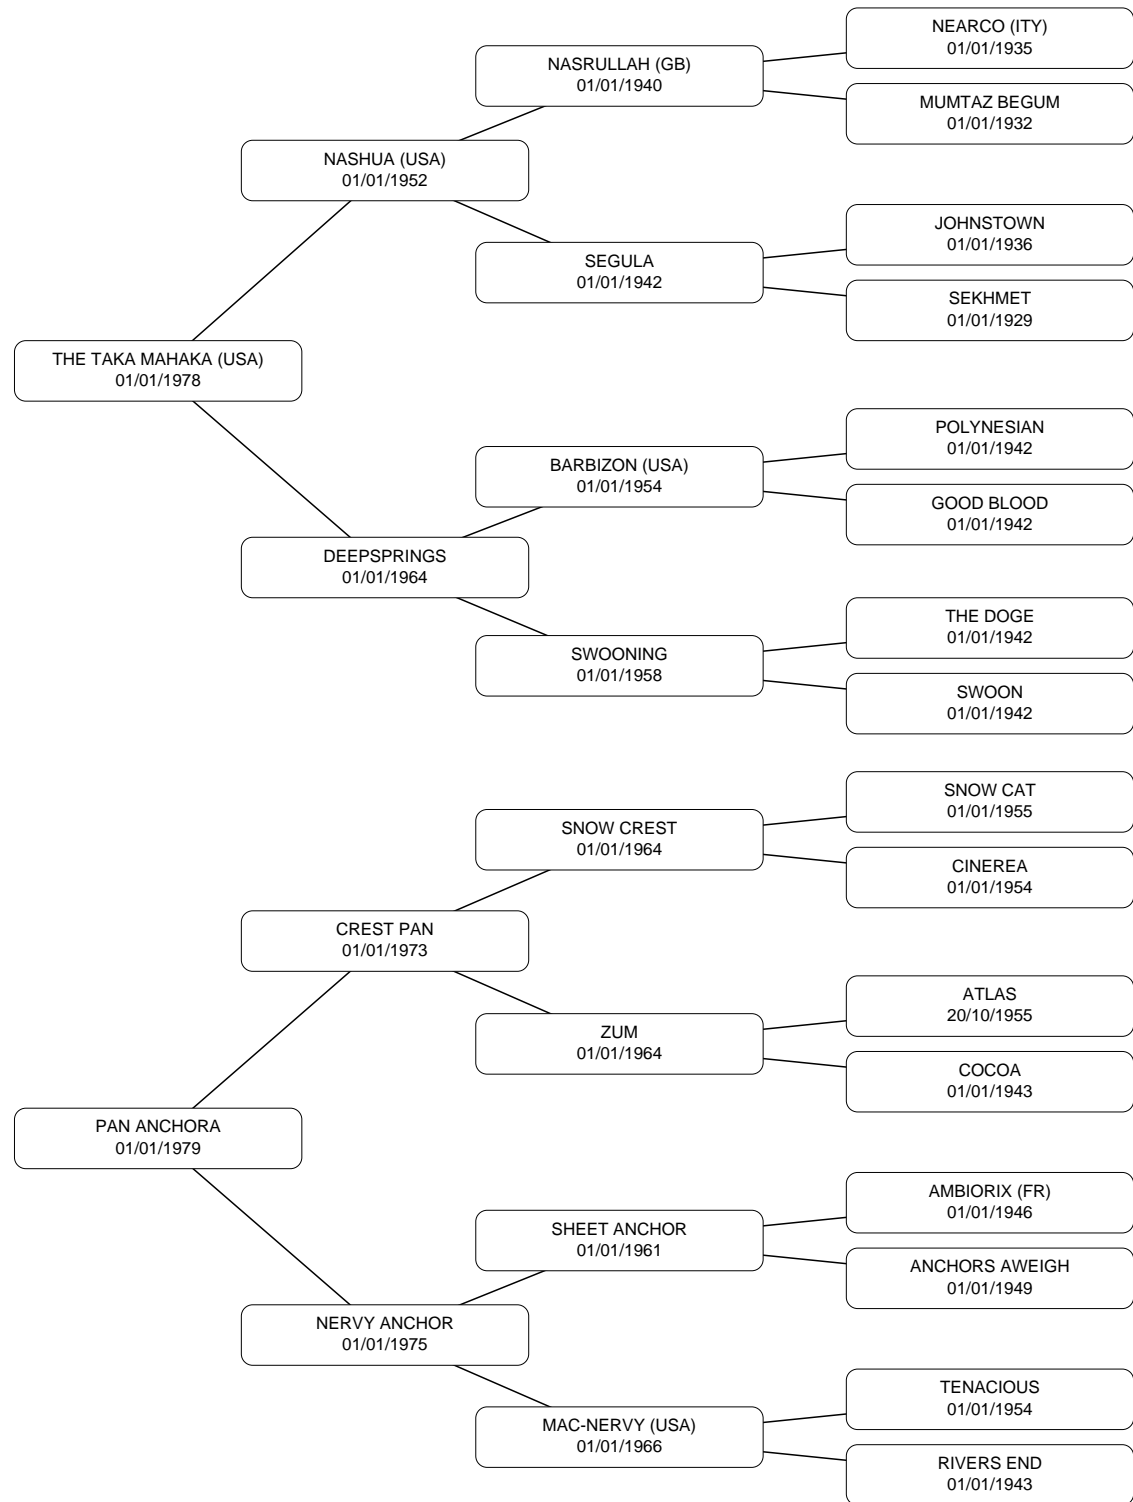 NEARCO (ITY)
01/01/1935
NASRULLAH (GB)
01/01/1940
MUMTAZ BEGUM
01/01/1932
NASHUA (USA)
01/01/1952
JOHNSTOWN
01/01/1936
SEGULA
01/01/1942
SEKHMET
01/01/1929
THE TAKA MAHAKA (USA)
01/01/1978
POLYNESIAN
01/01/1942
BARBIZON (USA)
01/01/1954
GOOD BLOOD
01/01/1942
DEEPSPRINGS
01/01/1964
THE DOGE
01/01/1942
SWOONING
01/01/1958
SWOON
01/01/1942
SNOW CAT
01/01/1955
SNOW CREST
01/01/1964
CINEREA
01/01/1954
CREST PAN
01/01/1973
ATLAS
20/10/1955
ZUM
01/01/1964
COCOA
01/01/1943
PAN ANCHORA
01/01/1979
AMBIORIX (FR)
01/01/1946
SHEET ANCHOR
01/01/1961
ANCHORS AWEIGH
01/01/1949
NERVY ANCHOR
01/01/1975
TENACIOUS
01/01/1954
MAC-NERVY (USA)
01/01/1966
RIVERS END
01/01/1943